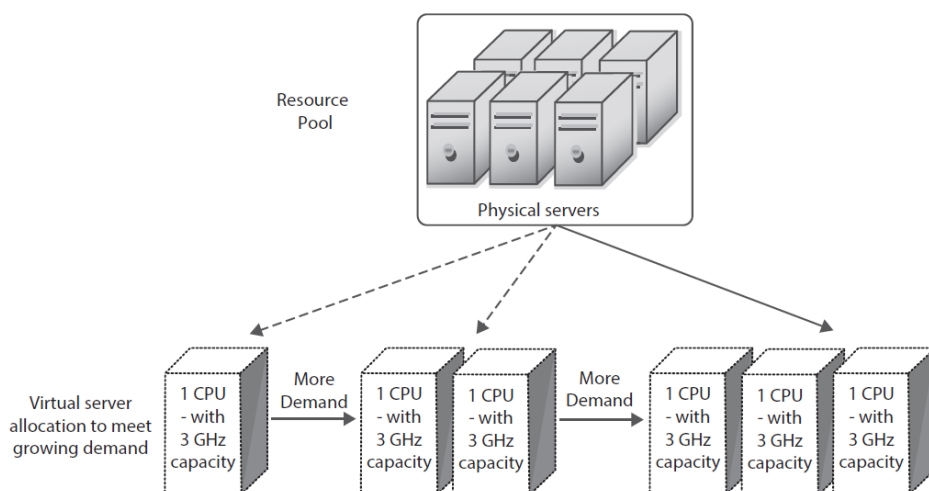 Resource
Pool
Physical servers
Virtual server
allocation to meet
growing demand
1 CPU
- with
3 GHz
capacity
More
Demand
1 CPU
- with
3 GHz
capacity
1 CPU
- with
3 GHz
capacity
More
Demand
1 CPU
- with
3 GHz
capacity
1 CPU
- with
3 GHz
capacity
1 CPU
- with
3 GHz
capacity